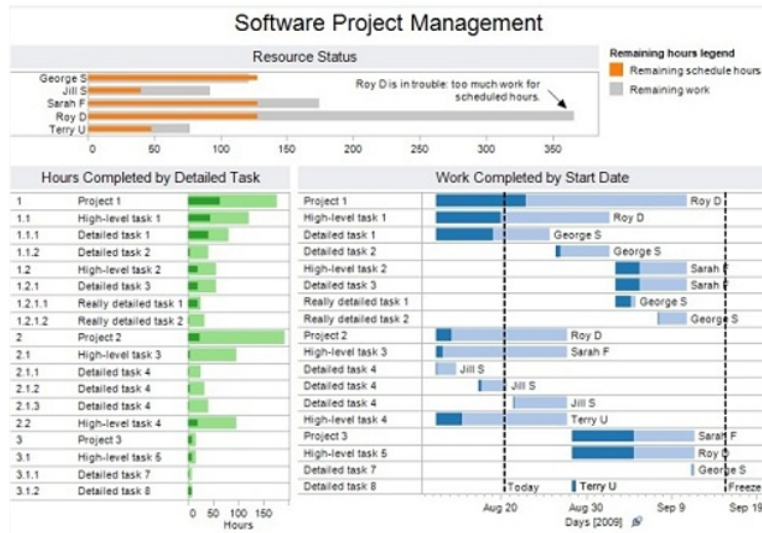 Software Project Management
Resource Status
Remaining hours legend
Remaining schedule hours
Remaining work
George S
Jill S
Sarah F
Roy D
Terry U
Roy D is in trouble: too much work for
scheduled hours.
0 50 100 150 200 250 300 350
Hours Completed by Detailed Task
1 Project 1
1.1 High-level task 1
1.1.1 Detailed task 1
1.1.2 Detailed task 2
1.2 High-level task 2
1.2.1 Detailed task 3
1.2.1.1 Really detailed task 1
1.2.1.2 Really detailed task 2
2 Project 2
2.1 High-level task 3
2.1.1 Detailed task 4
2.1.2 Detailed task 4
2.1.3 Detailed task 4
2.2 High-level task 4
3 Project 3
3.1 High-level task 5
3.1.1 Detailed task 7
3.1.2 Detailed task 8
0 50 100 150
Hours
Work Completed by Start Date
Project 1 Roy D
High-level task 1 Roy D
Detailed task 1 George S
Detailed task 2 George S
High-level task 2 Sarah F
Detailed task 3 Sarah F
Really detailed task 1 George S
Really detailed task 2 George S
Project 2 Roy D
High-level task 3 Sarah F
Detailed task 4 Jill S
Detailed task 4 Jill S
Detailed task 4 Jill S
High-level task 4 Terry U
Project 3 Sarah F
High-level task 5 Roy D
Detailed task 7 George S
Detailed task 8 Today Terry U Freeze
Aug 20 Aug 30 Sep 9 Sep 19
Days [2009]